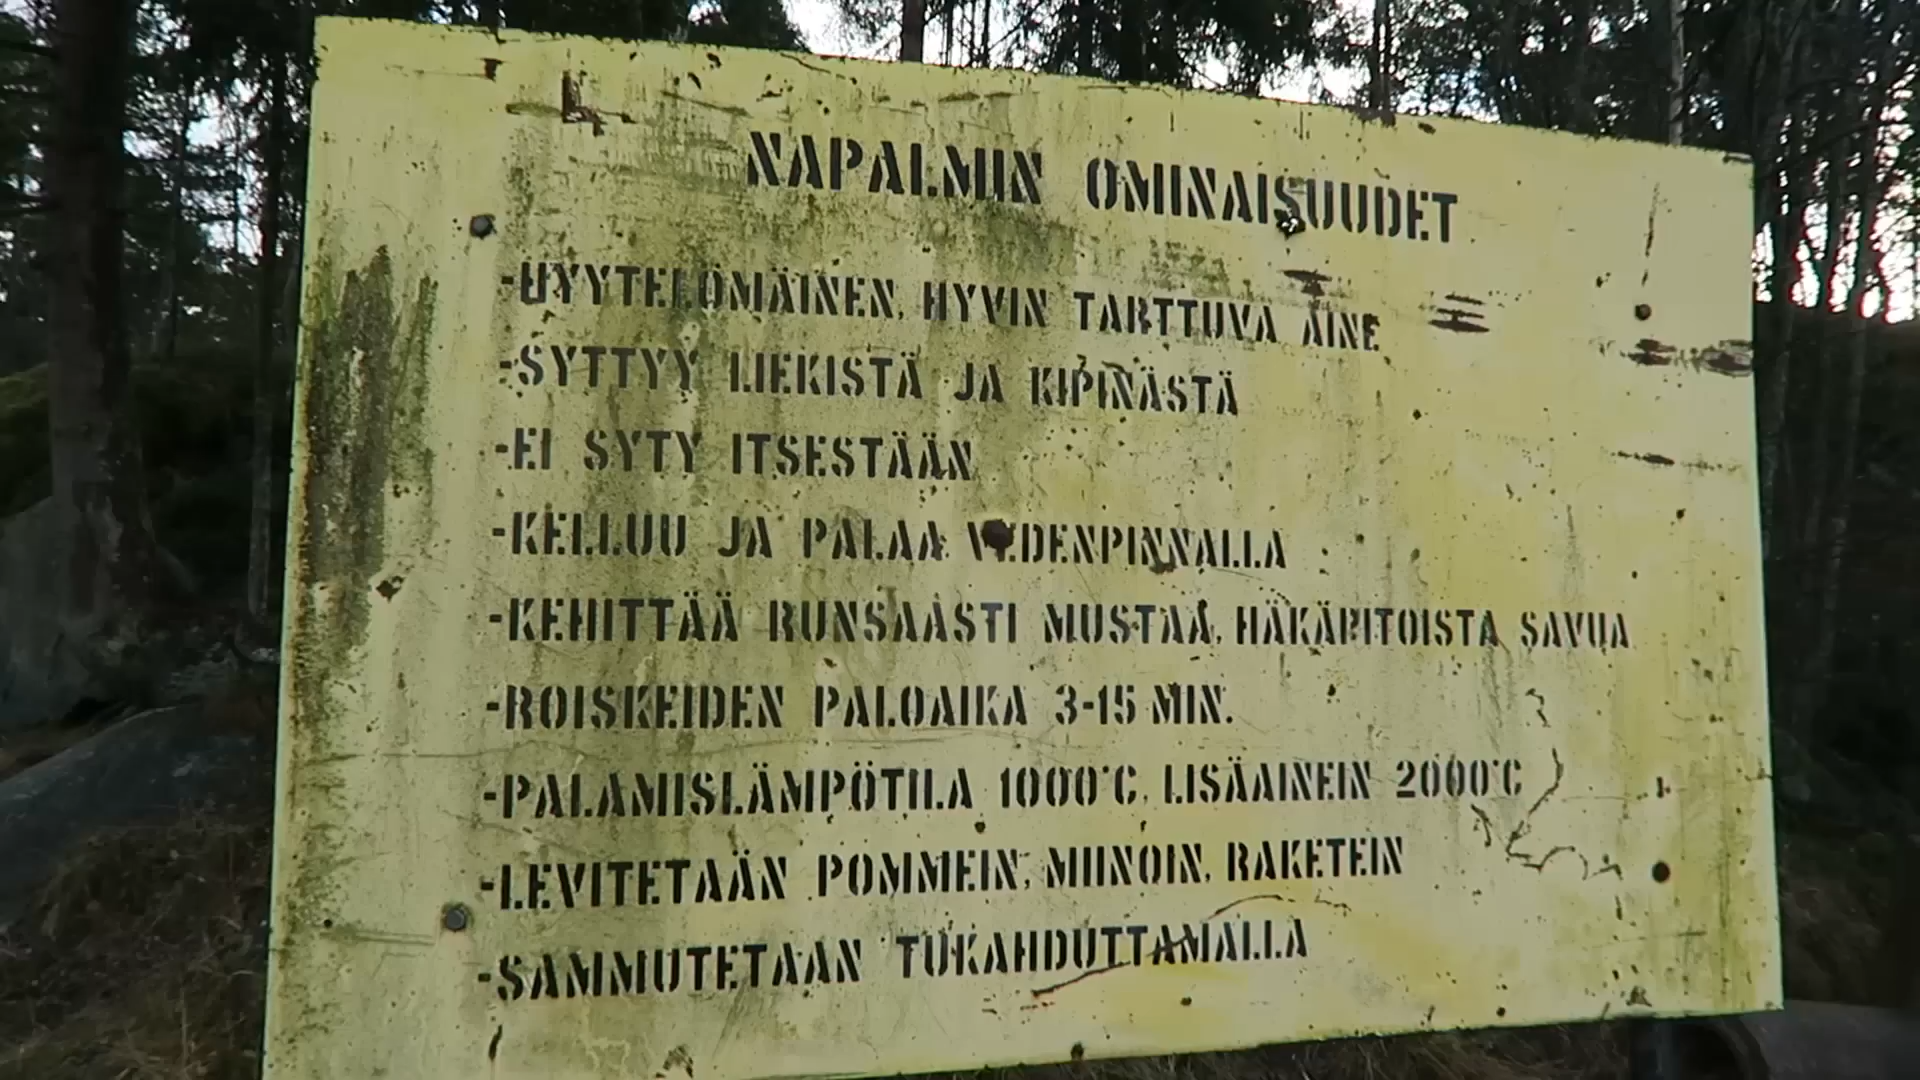 NAPALMIN OMINAISUUDET
-HYYTELÖMÄINEN, HYVIN TARTTUVA AINE
-SYTTYY LIEKISTÄ JA KIPINÄSTÄ
-EI SYTY ITSESTÄÄN
-KELLUU JA PALAA VEDENPINNALLA
-KEHITTÄÄ RUNSAASTI MUSTAA, HÄKÄPITOISTA SAVUA
-ROISKEIDEN PALOAIKA 3-15 MIN.
-PALAMISLÄMPÖTILA 1000°C, LISÄAINEIN 2000°C
-LEVITETÄÄN POMMEIN, MIINOIN, RAKETEIN
-SAMMUTETAAN TUKAHDUTTAMALLA